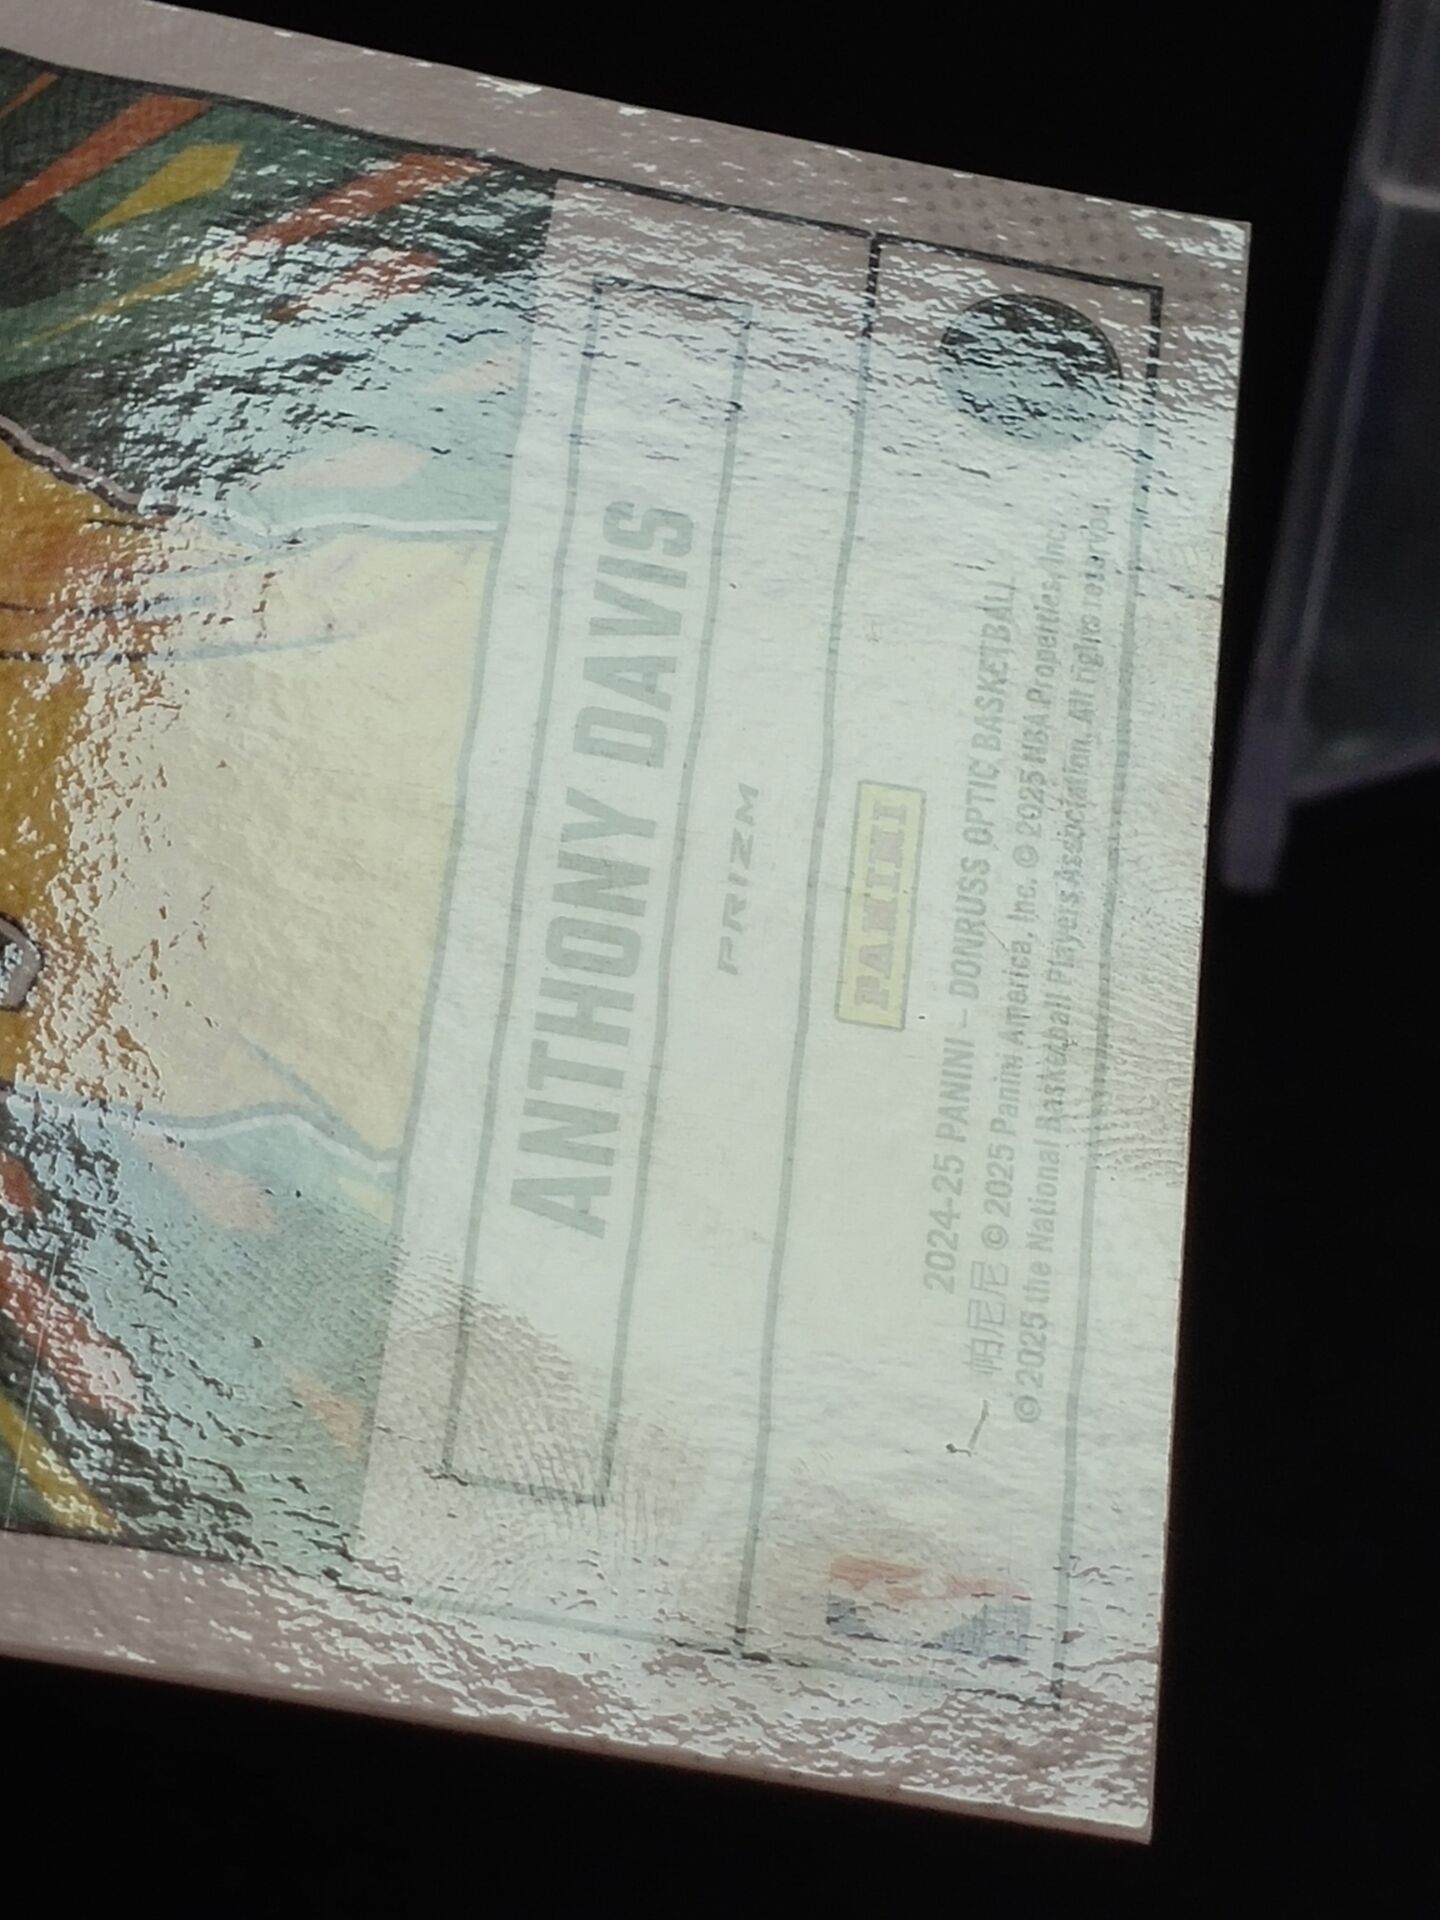 ANTHONY DAVIS
PRIZM
PANINI
2024-25 PANINI – DONRUSS OPTIC BASKETBALL
帕尼尼 © 2025 Panini America, Inc. © 2025 NBA Properties, Inc.
© 2025 the National Basketball Players Association. All rights reserved.